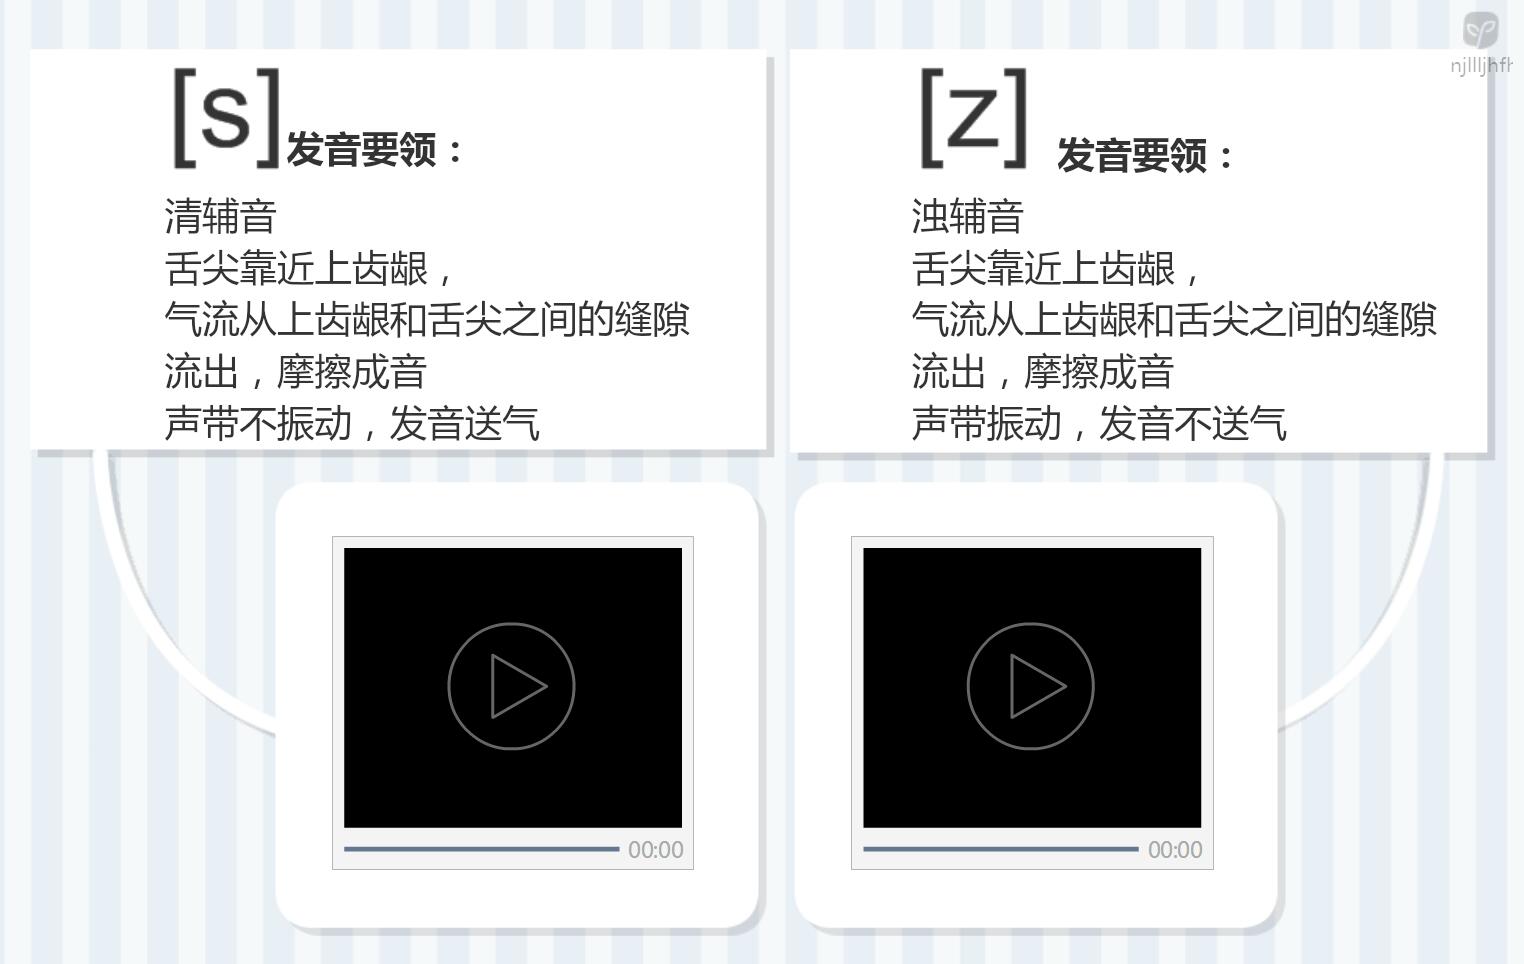 [s]发音要领：
清辅音
舌尖靠近上齿龈，
气流从上齿龈和舌尖之间的缝隙
流出，摩擦成音
声带不振动，发音送气
[z] 发音要领：
浊辅音
舌尖靠近上齿龈，
气流从上齿龈和舌尖之间的缝隙
流出，摩擦成音
声带振动，发音不送气
00:00
00:00